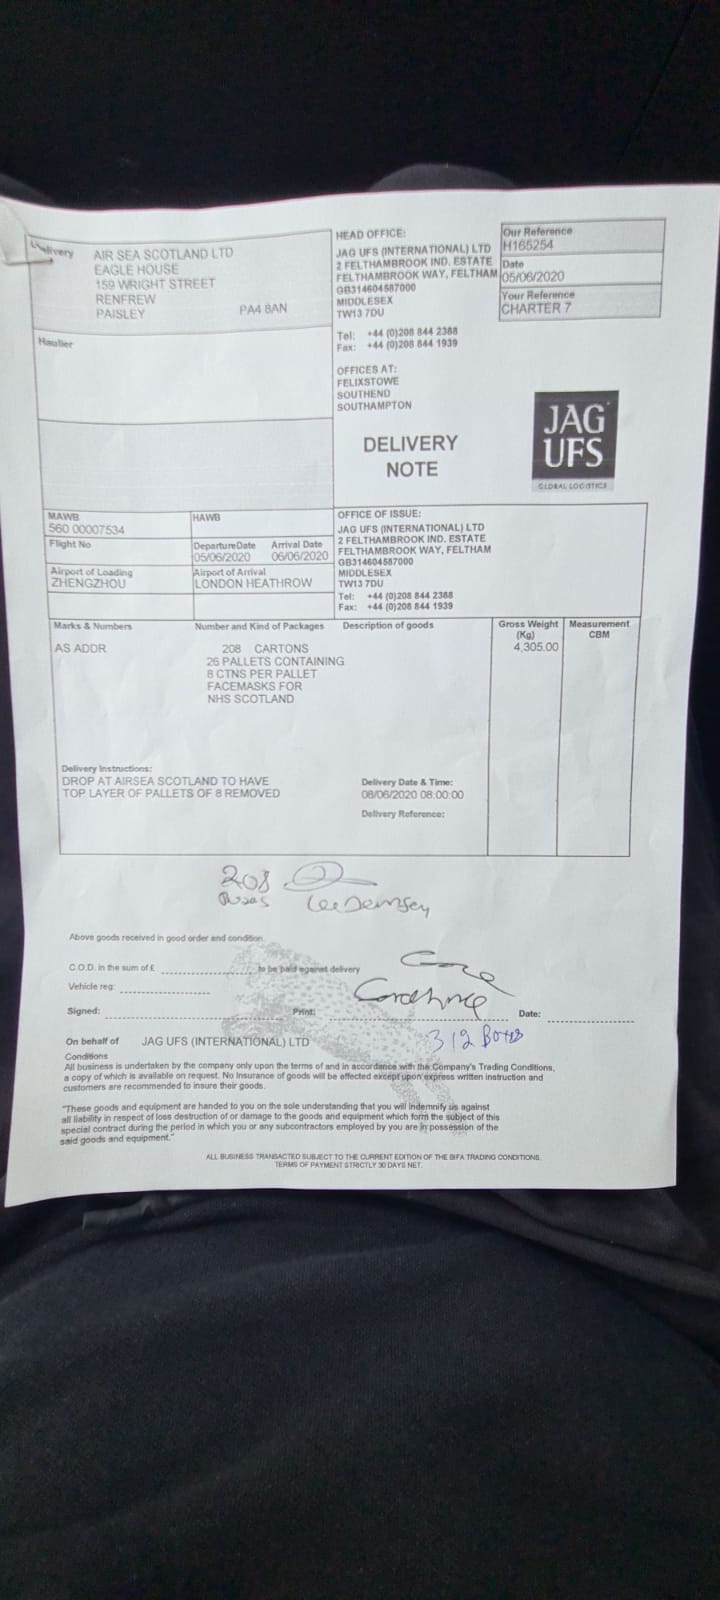 Delivery
AIR SEA SCOTLAND LTD
EAGLE HOUSE
159 WRIGHT STREET
RENFREW
PAISLEY PA4 8AN
Haulier
HEAD OFFICE:
JAG UFS (INTERNATIONAL) LTD
2 FELTHAMBROOK IND. ESTATE
FELTHAMBROOK WAY, FELTHAM
GB314604587000
MIDDLESEX
TW13 7DU
Tel: +44 (0)208 844 2388
Fax: +44 (0)208 844 1939
OFFICES AT:
FELIXSTOWE
SOUTHEND
SOUTHAMPTON
Our Reference
H165254
Date
05/06/2020
Your Reference
CHARTER 7
DELIVERY
NOTE
JAG
UFS
GLOBAL LOGISTICS
MAWB HAWB
560 00007534
Flight No Departure Date Arrival Date
05/06/2020 06/06/2020
Airport of Loading Airport of Arrival
ZHENGZHOU LONDON HEATHROW
OFFICE OF ISSUE:
JAG UFS (INTERNATIONAL) LTD
2 FELTHAMBROOK IND. ESTATE
FELTHAMBROOK WAY, FELTHAM
GB314604587000
MIDDLESEX
TW13 7DU
Tel: +44 (0)208 844 2388
Fax: +44 (0)208 844 1939
Marks & Numbers Number and Kind of Packages Description of goods Gross Weight (Kg) Measurement CBM
AS ADDR 208 CARTONS 4,305.00
26 PALLETS CONTAINING
8 CTNS PER PALLET
FACEMASKS FOR
NHS SCOTLAND
Delivery Instructions:
DROP AT AIRSEA SCOTLAND TO HAVE
TOP LAYER OF PALLETS OF 8 REMOVED
Delivery Date & Time:
08/06/2020 08:00:00
Delivery Reference:
208
Lee Dempsey
Above goods received in good order and condition
C.O.D. in the sum of £ to be paid against delivery
Vehicle reg:
Signed: Print: Date:
312 Boxes
On behalf of JAG UFS (INTERNATIONAL) LTD
Conditions
All business is undertaken by the company only upon the terms of and in accordance with the Company's Trading Conditions,
a copy of which is available on request. No Insurance of goods will be effected except upon express written instruction and
customers are recommended to insure their goods.
"These goods and equipment are handed to you on the sole understanding that you will indemnify us against
all liability in respect of loss destruction of or damage to the goods and equipment which form the subject of this
special contract during the period in which you or any subcontractors employed by you are in possession of the
said goods and equipment."
ALL BUSINESS TRANSACTED SUBJECT TO THE CURRENT EDITION OF THE BIFA TRADING CONDITIONS.
TERMS OF PAYMENT STRICTLY 30 DAYS NET.